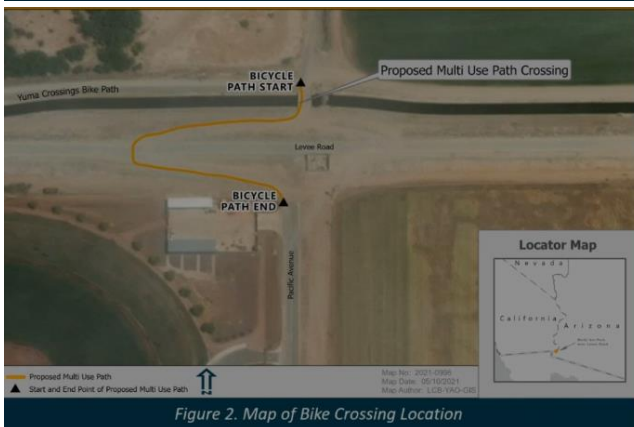 BICYCLE
PATH START
Proposed Multi Use Path Crossing
Yuma Crossings Bike Path
Levee Road
BICYCLE
PATH END
Pacific Avenue
Locator Map
Nevada
California
Arizona
Proposed Multi Use Path
Start and End Point of Proposed Multi Use Path
Map No: 2021-0996
Map Date: 05/19/2021
Map Author: LCB-YAO-GIS
Figure 2. Map of Bike Crossing Location